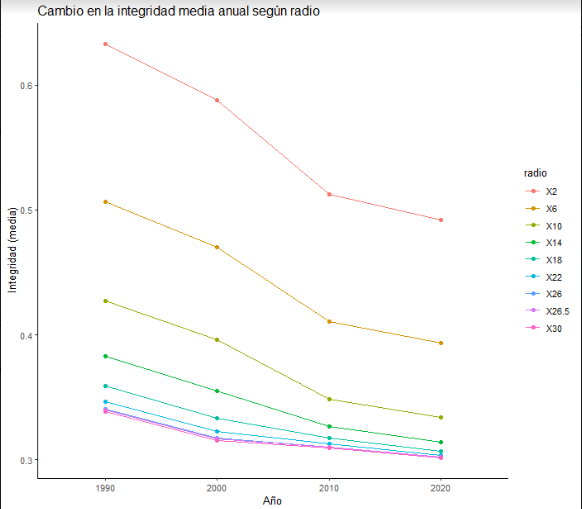 Cambio en la integridad media anual según radio
0.6
0.5
0.4
0.3
Integridad (media)
1990
2000
2010
2020
Año
radio
X2
X6
X10
X14
X18
X22
X26
X26.5
X30